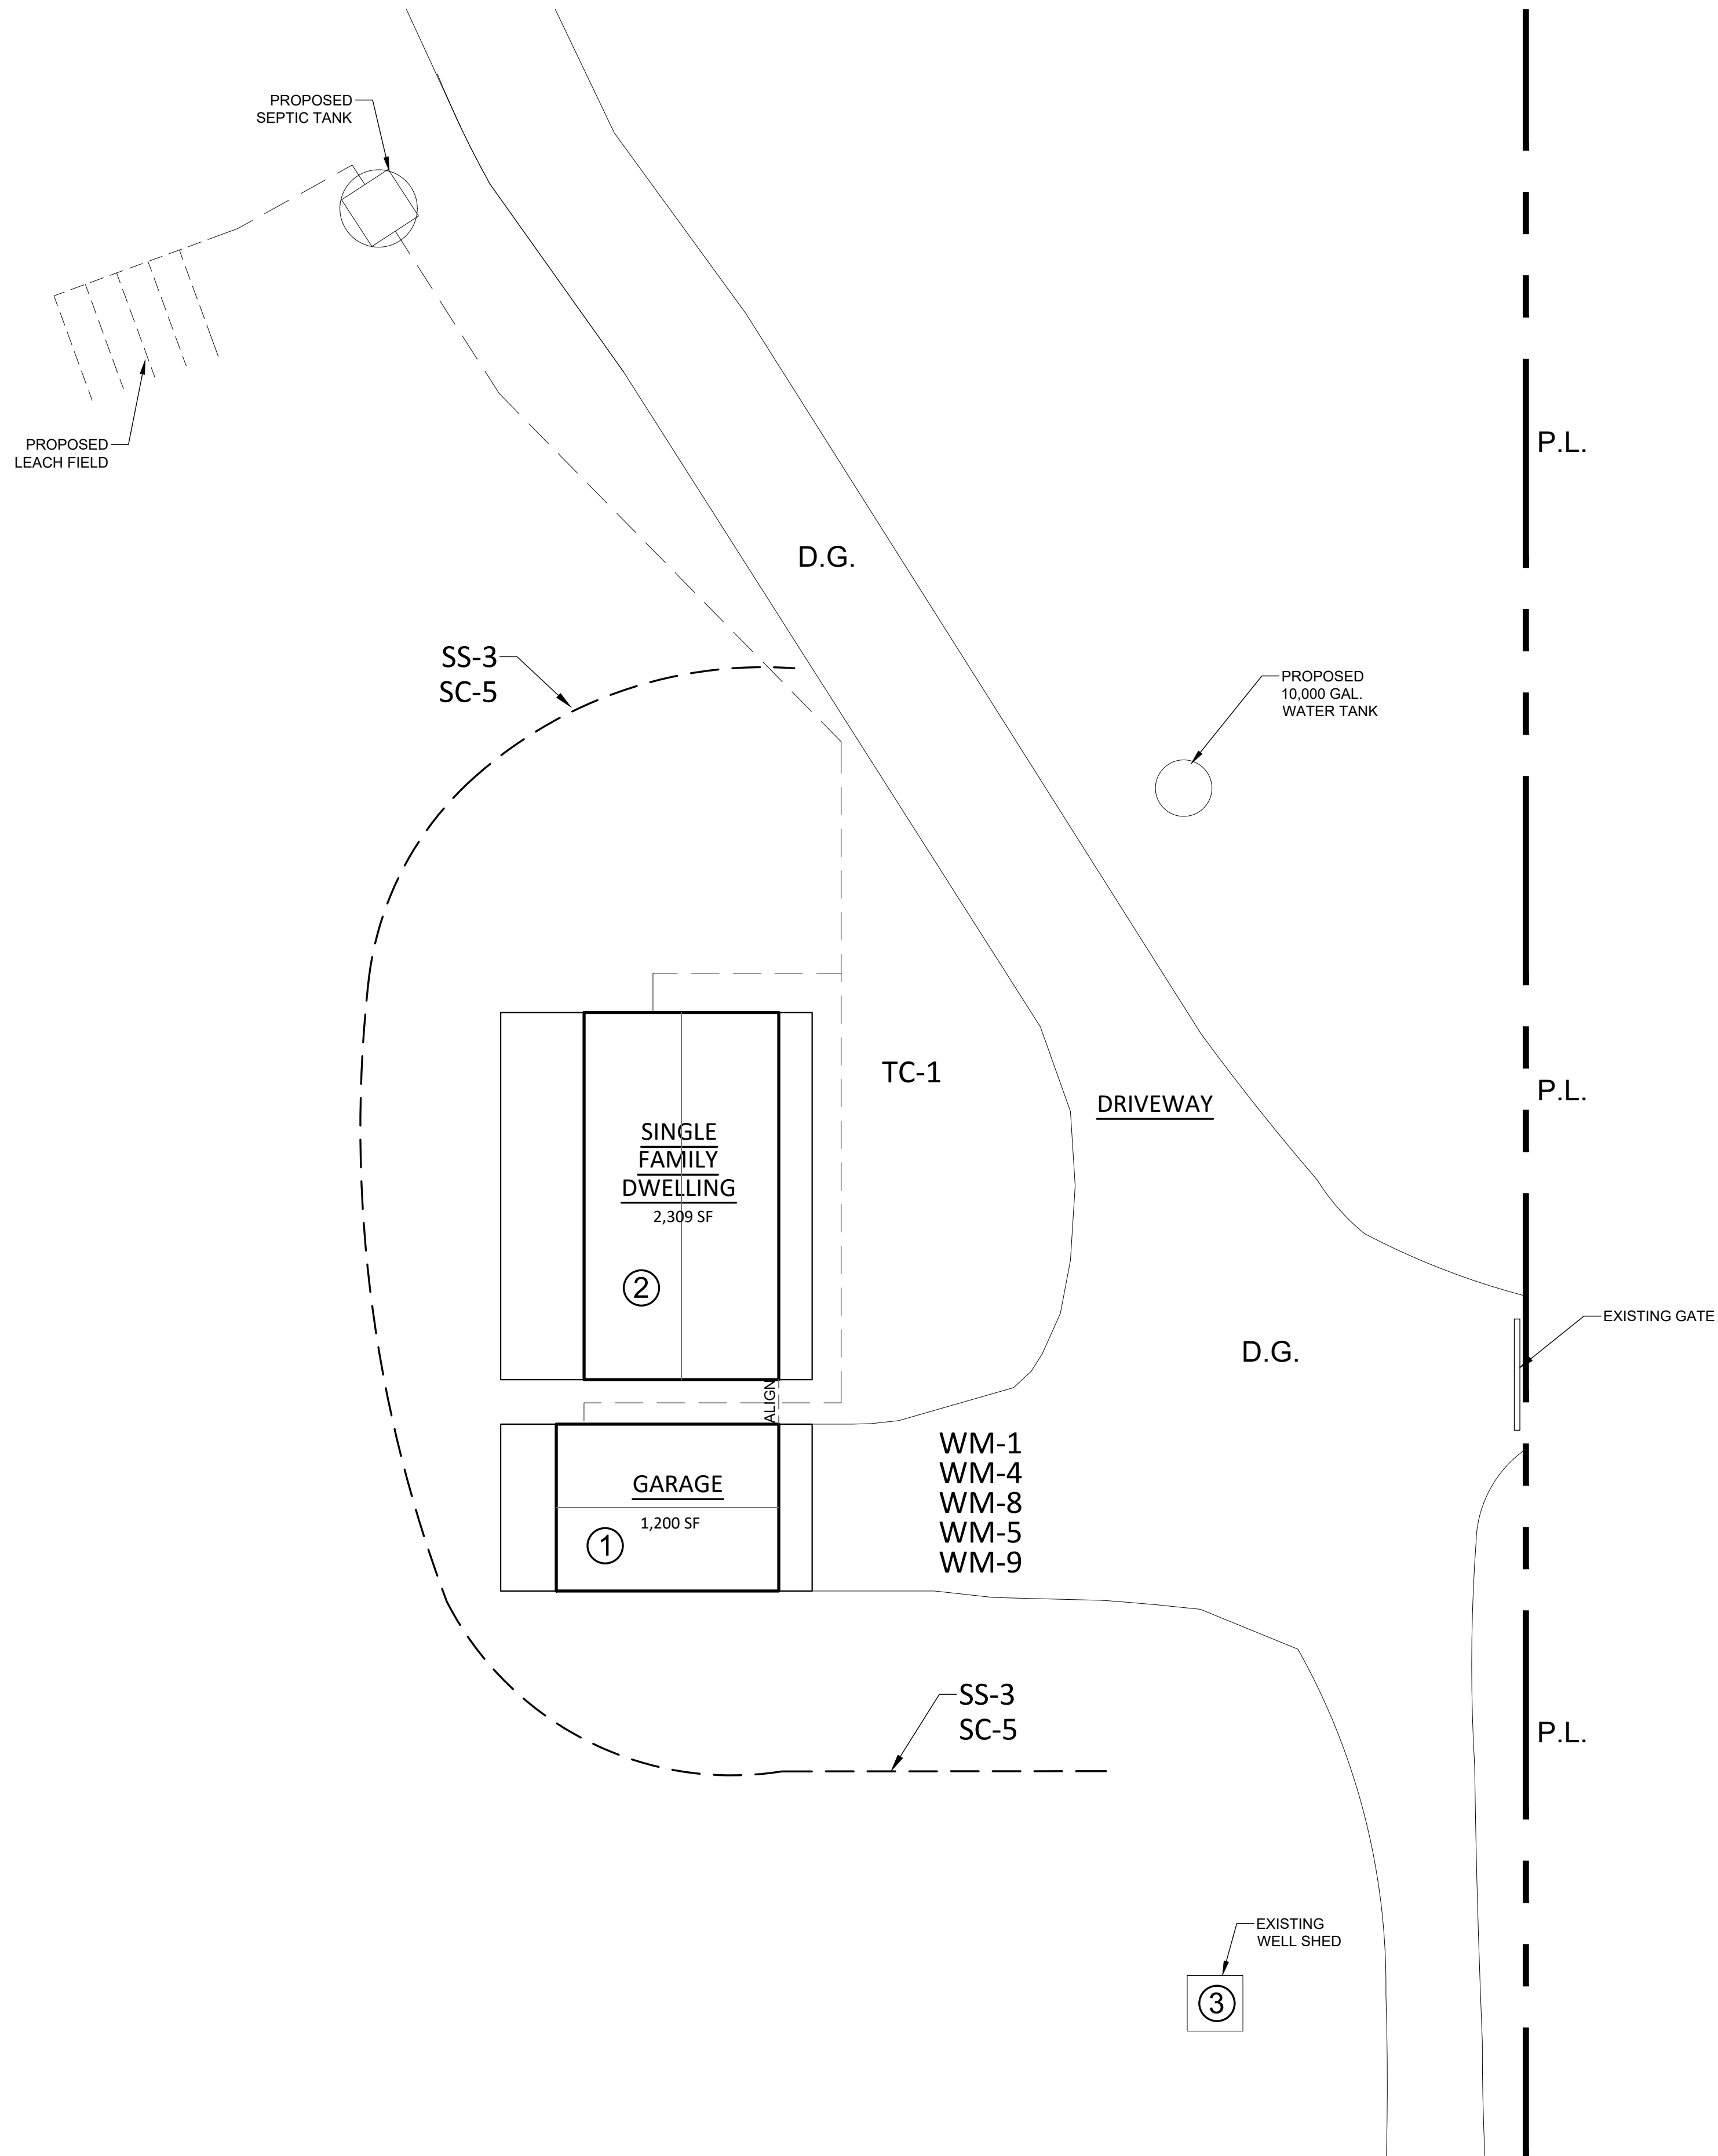 PROPOSED
SEPTIC TANK
PROPOSED
LEACH FIELD
P.L.
D.G.
SS-3
SC-5
PROPOSED
10,000 GAL.
WATER TANK
TC-1
P.L.
DRIVEWAY
SINGLE
FAMILY
DWELLING
2,309 SF
2
EXISTING GATE
D.G.
ALIGN
WM-1
WM-4
WM-8
WM-5
WM-9
GARAGE
1,200 SF
1
SS-3
SC-5
P.L.
EXISTING
WELL SHED
3